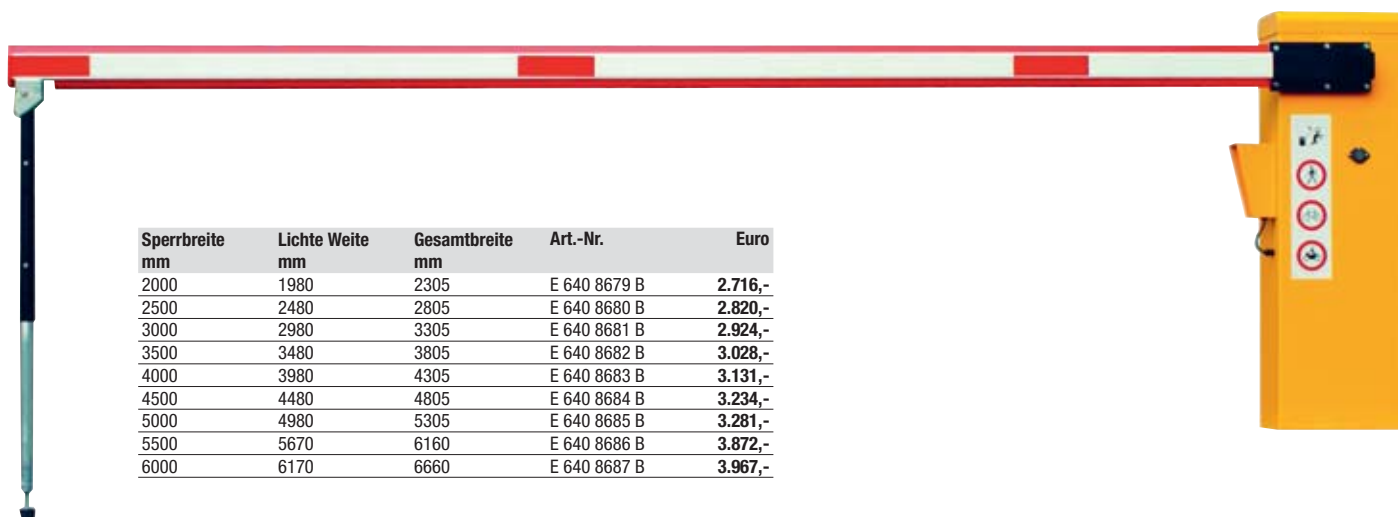 Sperrbreite Lichte Weite Gesamtbreite Art.-Nr. Euro
mm mm mm
2000 1980 2305 E 640 8679 B 2.716,-
2500 2480 2805 E 640 8680 B 2.820,-
3000 2980 3305 E 640 8681 B 2.924,-
3500 3480 3805 E 640 8682 B 3.028,-
4000 3980 4305 E 640 8683 B 3.131,-
4500 4480 4805 E 640 8684 B 3.234,-
5000 4980 5305 E 640 8685 B 3.281,-
5500 5670 6160 E 640 8686 B 3.872,-
6000 6170 6660 E 640 8687 B 3.967,-